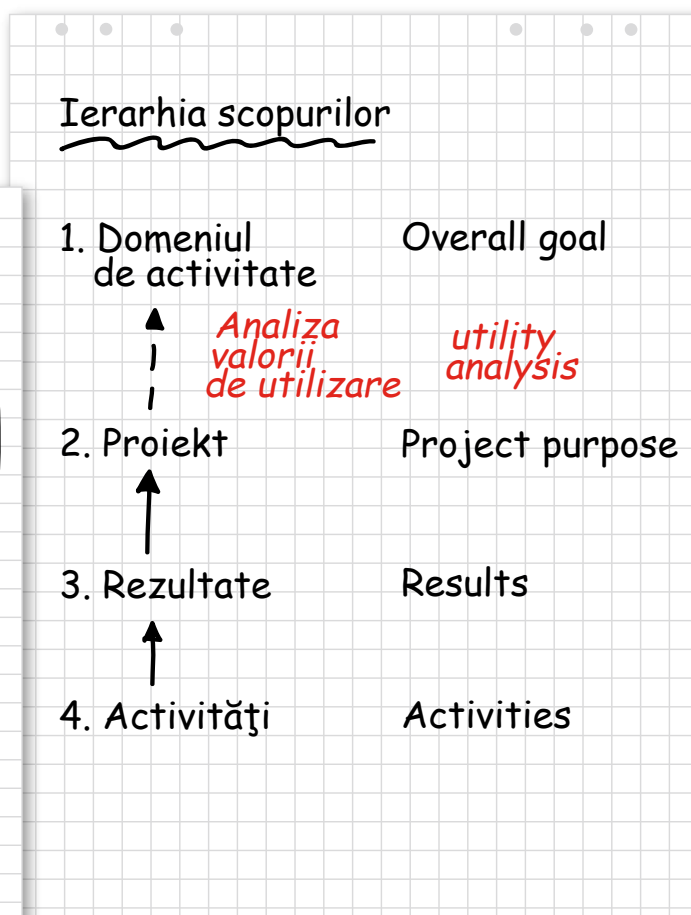 Ierarhia scopurilor
1. Domeniul
de activitate
Overall goal
Analiza
valorii
de utilizare
utility
analysis
2. Proiekt
Project purpose
3. Rezultate
Results
4. Activităţi
Activities